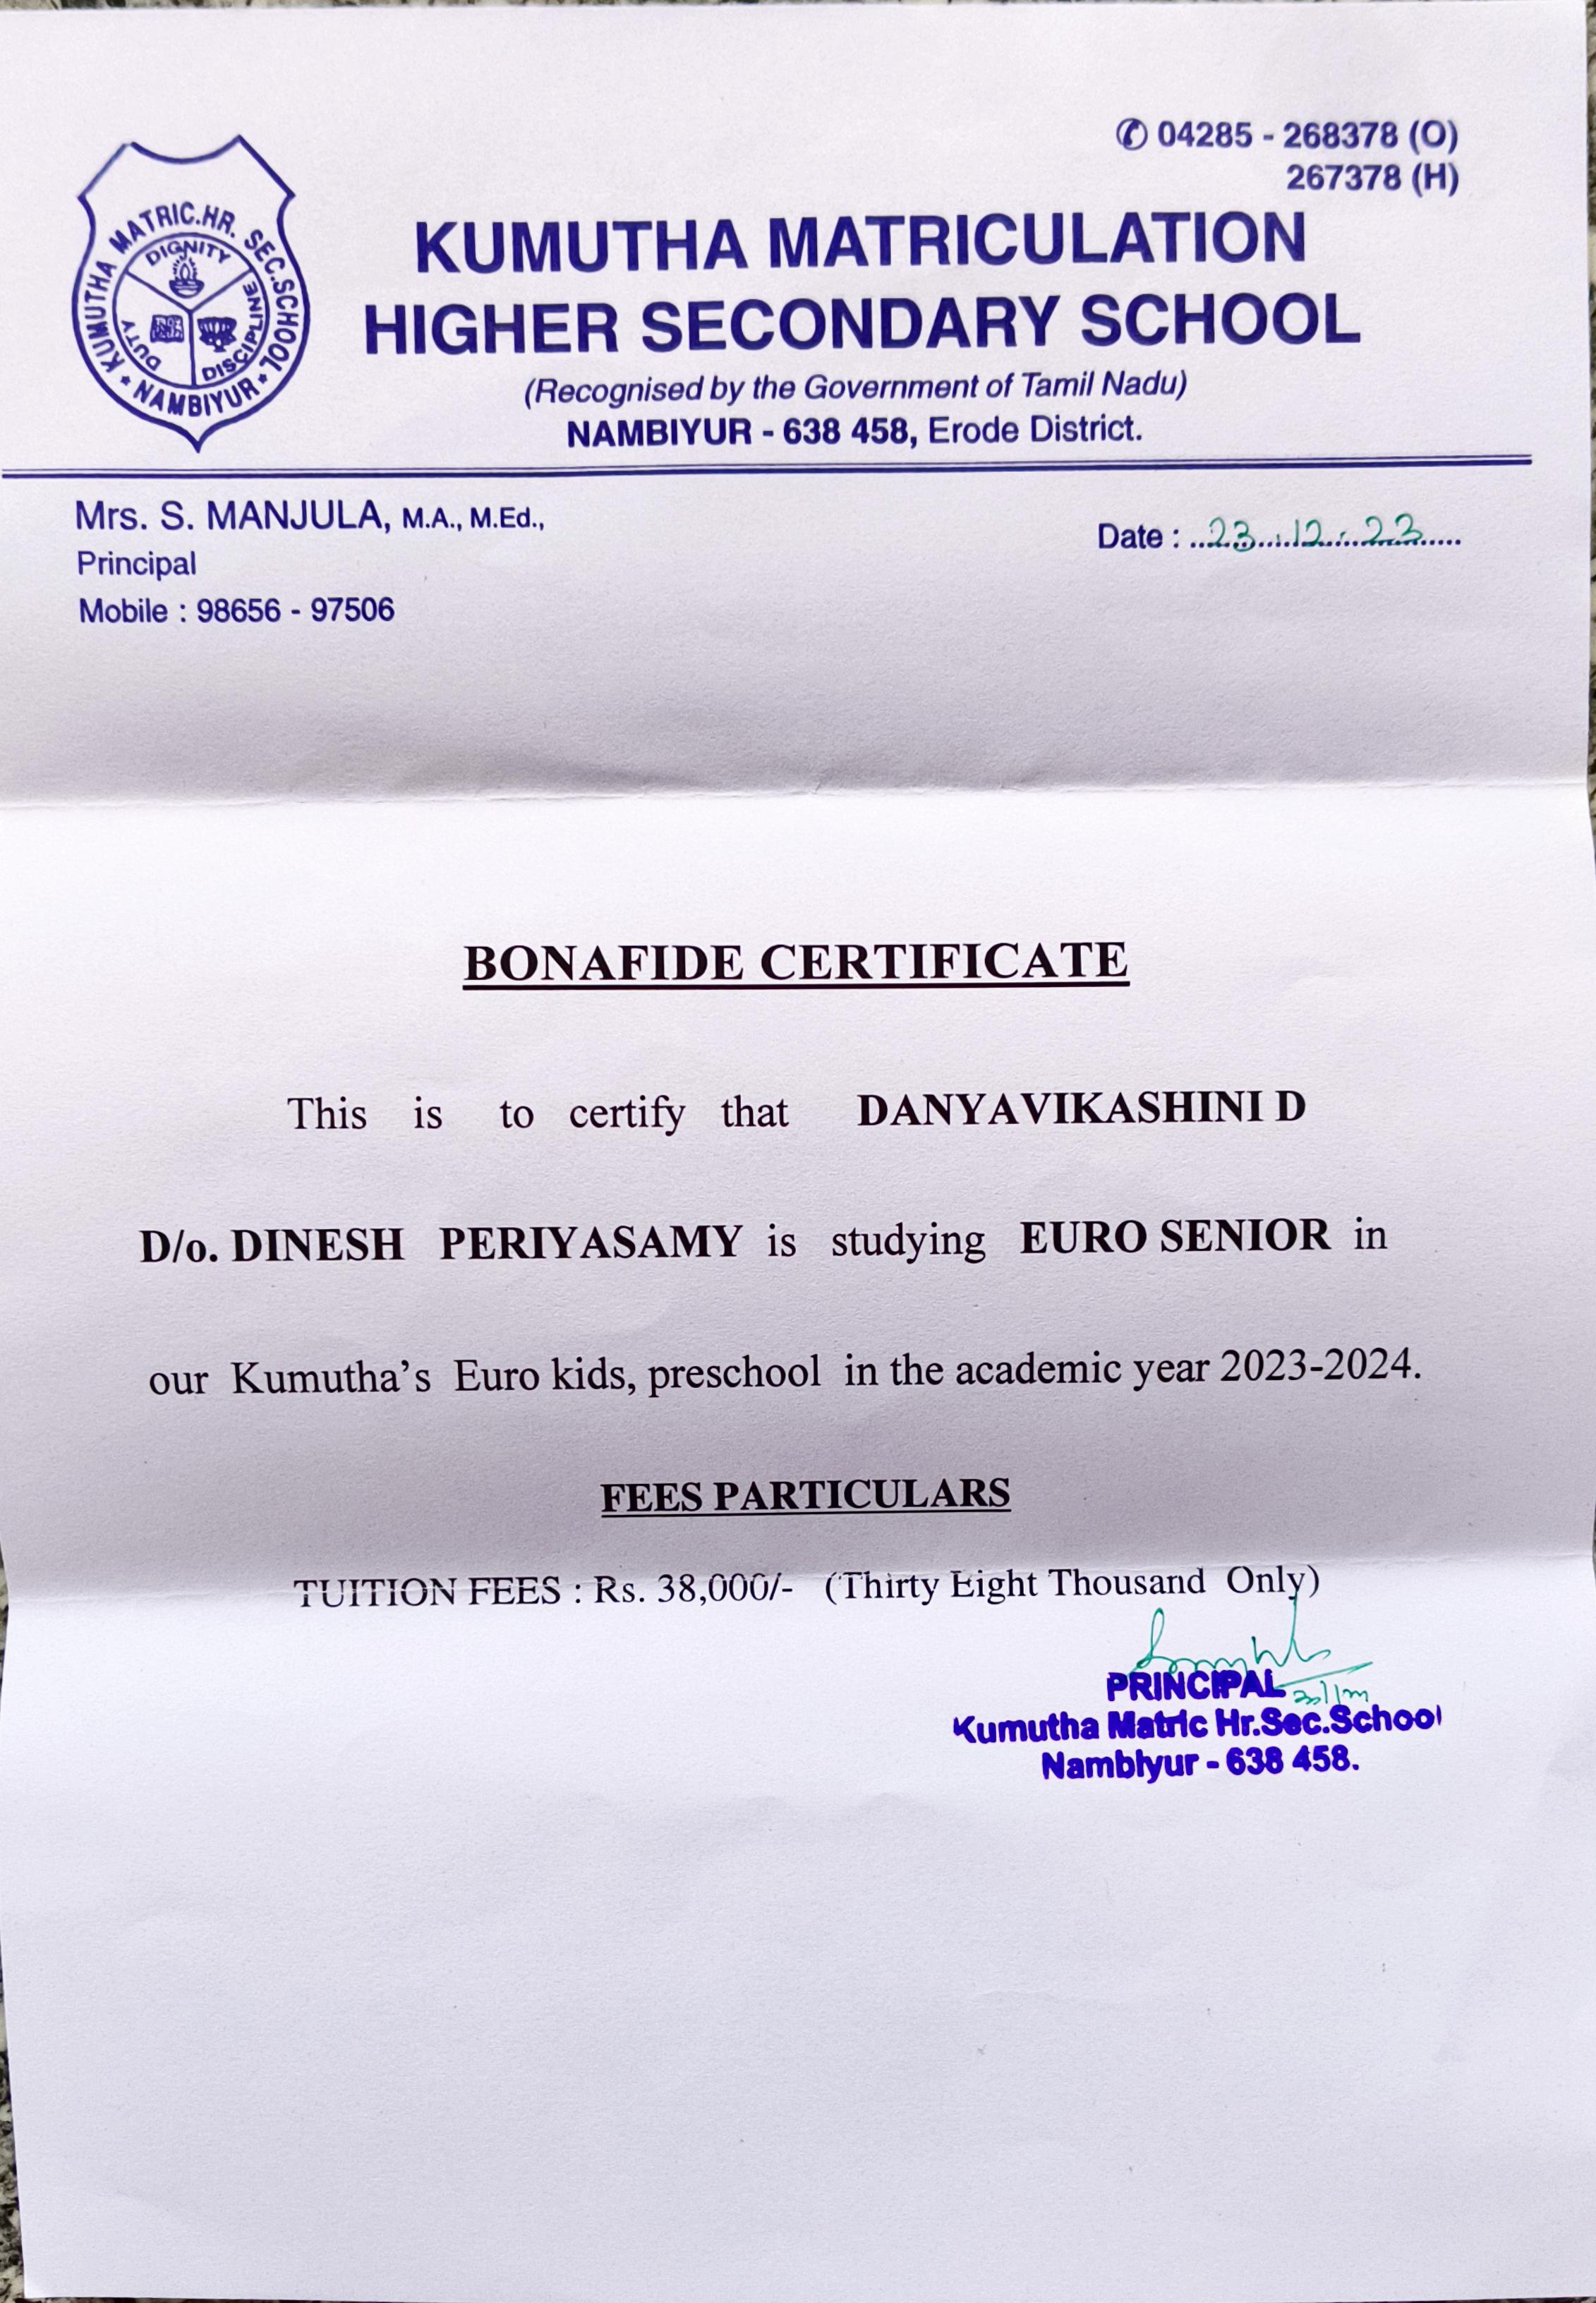 ✆ 04285 - 268378 (O)
267378 (H)
KUMUTHA MATRIC.HR. SEC.SCHOOL
DIGNITY
DUTY
DISCIPLINE
* NAMBIYUR *
KUMUTHA MATRICULATION
HIGHER SECONDARY SCHOOL
(Recognised by the Government of Tamil Nadu)
NAMBIYUR - 638 458, Erode District.
Mrs. S. MANJULA, M.A., M.Ed.,
Principal
Mobile : 98656 - 97506
Date : 23.12.23
BONAFIDE CERTIFICATE
This is to certify that DANYAVIKASHINI D
D/o. DINESH PERIYASAMY is studying EURO SENIOR in
our Kumutha's Euro kids, preschool in the academic year 2023-2024.
FEES PARTICULARS
TUITION FEES : Rs. 38,000/- (Thirty Eight Thousand Only)
PRINCIPAL
Kumutha Matric Hr.Sec.School
Nambiyur - 638 458.